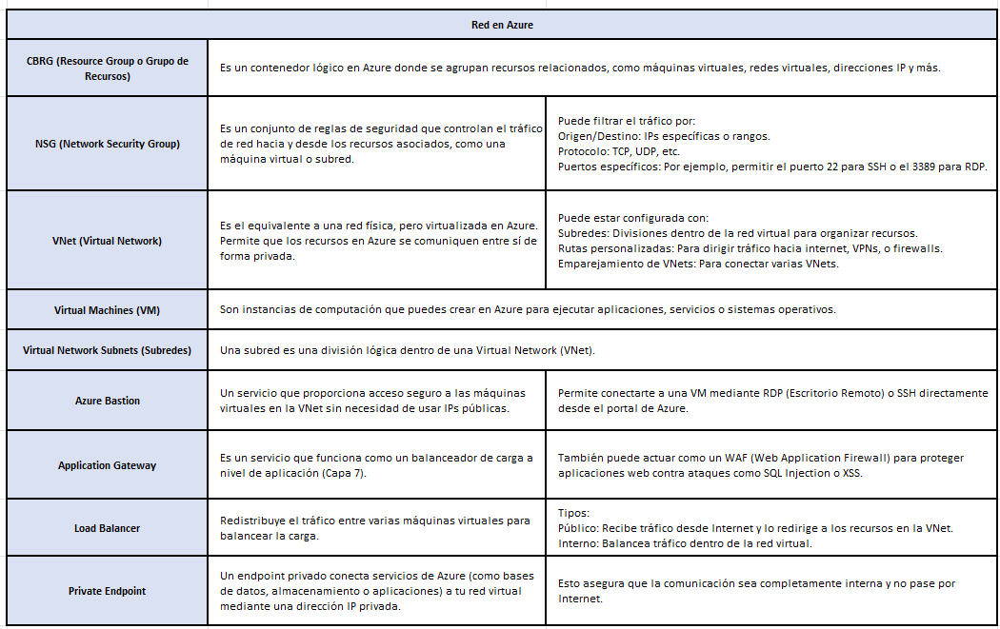 Red en Azure
CBRG (Resource Group o Grupo de
Recursos)
Es un contenedor lógico en Azure donde se agrupan recursos relacionados, como máquinas virtuales, redes virtuales, direcciones IP y más.
NSG (Network Security Group)
Es un conjunto de reglas de seguridad que controlan el tráfico
de red hacia y desde los recursos asociados, como una
máquina virtual o subred.
Puede filtrar el tráfico por:
Origen/Destino: IPs específicas o rangos.
Protocolo: TCP, UDP, etc.
Puertos específicos: Por ejemplo, permitir el puerto 22 para SSH o el 3389 para RDP.
VNet (Virtual Network)
Es el equivalente a una red física, pero virtualizada en Azure.
Permite que los recursos en Azure se comuniquen entre sí de
forma privada.
Puede estar configurada con:
Subredes: Divisiones dentro de la red virtual para organizar recursos.
Rutas personalizadas: Para dirigir tráfico hacia internet, VPNs, o firewalls.
Emparejamiento de VNets: Para conectar varias VNets.
Virtual Machines (VM)
Son instancias de computación que puedes crear en Azure para ejecutar aplicaciones, servicios o sistemas operativos.
Virtual Network Subnets (Subredes)
Una subred es una división lógica dentro de una Virtual Network (VNet).
Azure Bastion
Un servicio que proporciona acceso seguro a las máquinas
virtuales en la VNet sin necesidad de usar IPs públicas.
Permite conectarte a una VM mediante RDP (Escritorio Remoto) o SSH directamente
desde el portal de Azure.
Application Gateway
Es un servicio que funciona como un balanceador de carga a
nivel de aplicación (Capa 7).
También puede actuar como un WAF (Web Application Firewall) para proteger
aplicaciones web contra ataques como SQL Injection o XSS.
Load Balancer
Redistribuye el tráfico entre varias máquinas virtuales para
balancear la carga.
Tipos:
Público: Recibe tráfico desde Internet y lo redirige a los recursos en la VNet.
Interno: Balancea tráfico dentro de la red virtual.
Private Endpoint
Un endpoint privado conecta servicios de Azure (como bases
de datos, almacenamiento o aplicaciones) a tu red virtual
mediante una dirección IP privada.
Esto asegura que la comunicación sea completamente interna y no pase por
Internet.